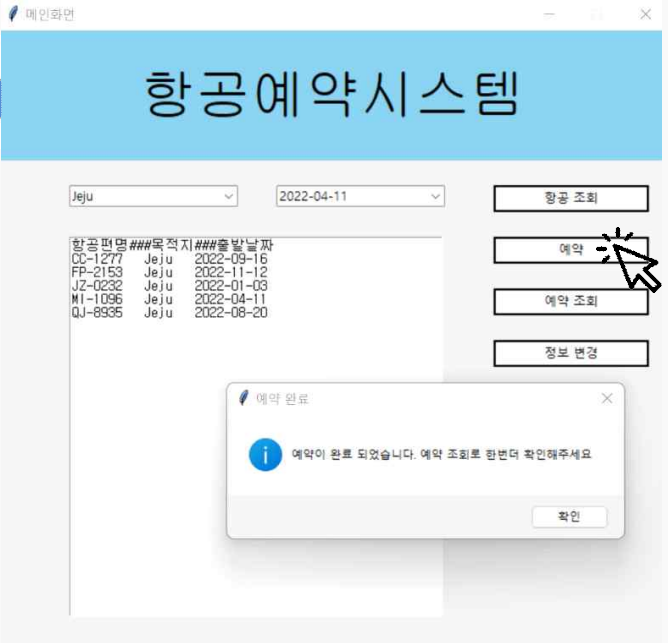 메인화면
항공예약시스템
Jeju 2022-04-11 항공 조회
예약
예약 조회
정보 변경
항공편명###목적지###출발날짜
CC-1277 Jeju 2022-09-16
FP-2153 Jeju 2022-11-12
JZ-0232 Jeju 2022-01-03
MI-1096 Jeju 2022-04-11
QJ-8935 Jeju 2022-08-20
예약 완료
예약이 완료 되었습니다. 예약 조회로 한번더 확인해주세요
확인